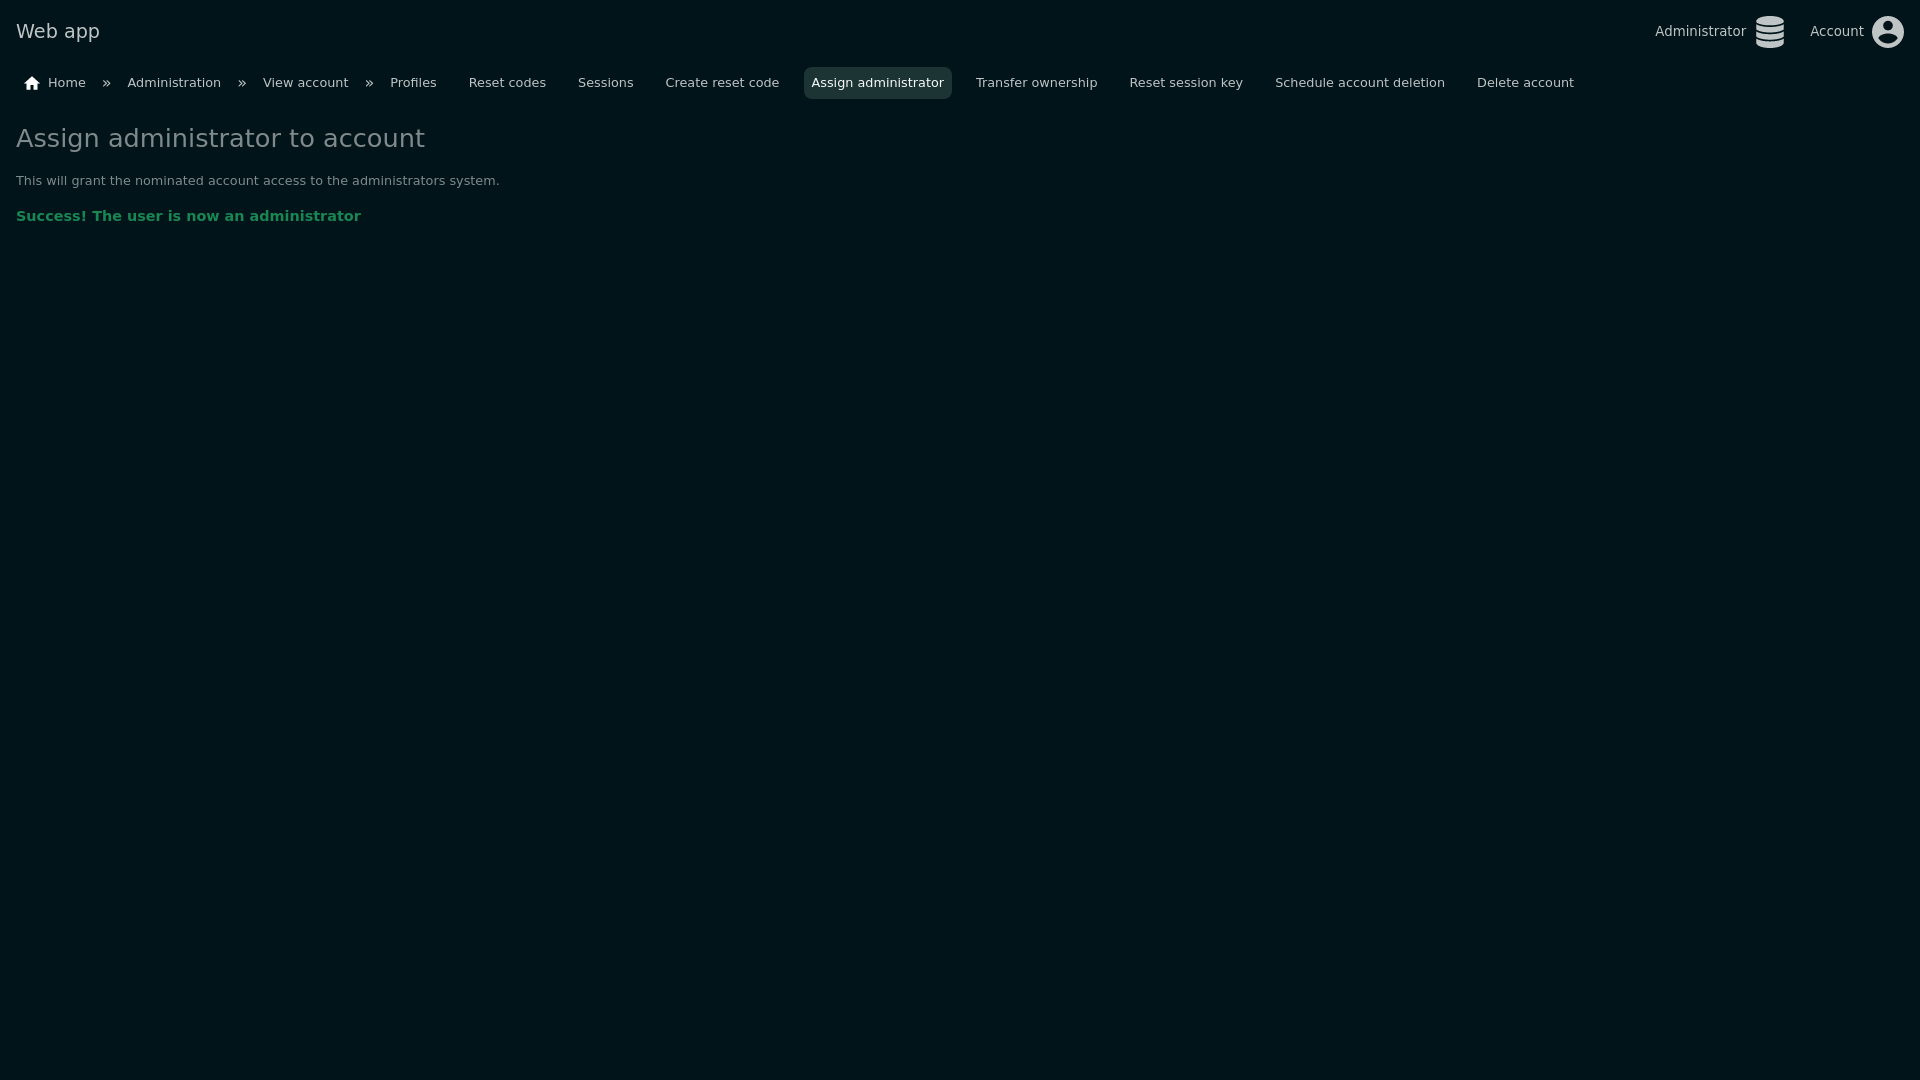 Web app
Administrator
Account
Home » Administration » View account » Profiles Reset codes Sessions Create reset code Assign administrator Transfer ownership Reset session key Schedule account deletion Delete account
Assign administrator to account
This will grant the nominated account access to the administrators system.
Success! The user is now an administrator